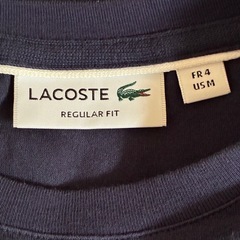 LACOSTE
REGULAR FIT
FR 4
US M